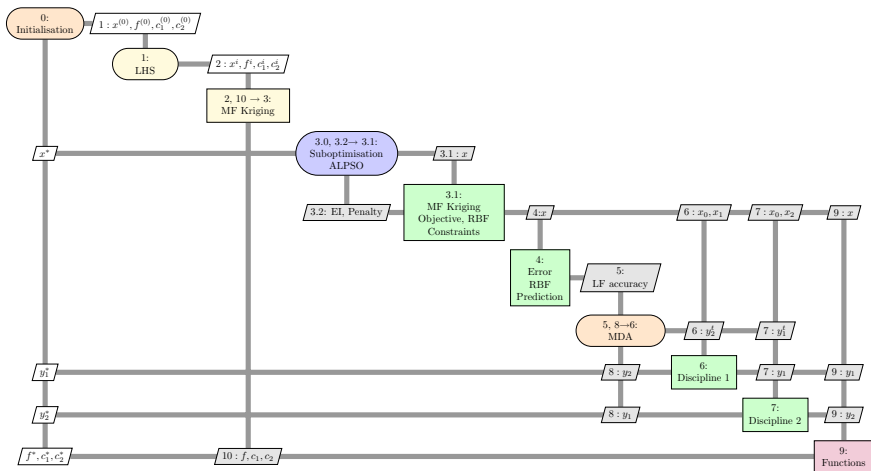 0:
Initialisation
1 : x^{(0)}, f^{(0)}, c_1^{(0)}, c_2^{(0)}
1:
LHS
2 : x^i, f^i, c_1^i, c_2^i
2, 10 → 3:
MF Kriging
x^*
3.0, 3.2→ 3.1:
Suboptimisation
ALPSO
3.1 : x
3.2: EI, Penalty
3.1:
MF Kriging
Objective, RBF
Constraints
4:x
6 : x_0, x_1
7 : x_0, x_2
9 : x
4:
Error
RBF
Prediction
5:
LF accuracy
5, 8→6:
MDA
6 : y_2^t
7 : y_1^t
y_1^*
8 : y_2
6:
Discipline 1
7 : y_1
9 : y_1
y_2^*
8 : y_1
7:
Discipline 2
9 : y_2
f^*, c_1^*, c_2^*
10 : f, c_1, c_2
9:
Functions